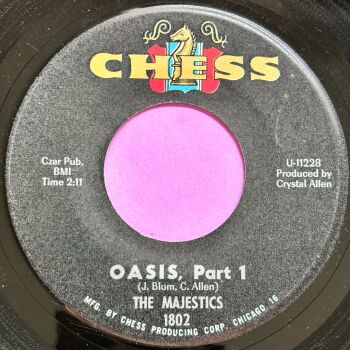 CHESS
Czar Pub.
BMI
Time 2:11
U-11228
Produced by
Crystal Allen
OASIS, Part 1
(J. Blum, C. Allen)
THE MAJESTICS
1802
MFG. BY CHESS PRODUCING CORP. CHICAGO 16